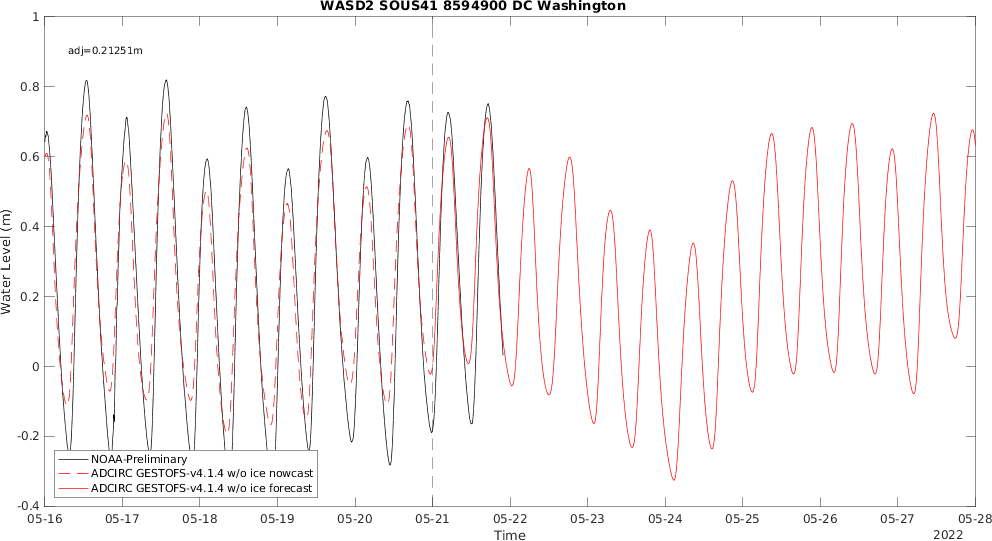 WASD2 SOUS41 8594900 DC Washington
adj=0.21251m
1
0.8
0.6
0.4
0.2
0
-0.2
-0.4
Water Level (m)
NOAA-Preliminary
ADCIRC GESTOFS-v4.1.4 w/o ice nowcast
ADCIRC GESTOFS-v4.1.4 w/o ice forecast
05-16 05-17 05-18 05-19 05-20 05-21 05-22 05-23 05-24 05-25 05-26 05-27 05-28
Time
2022